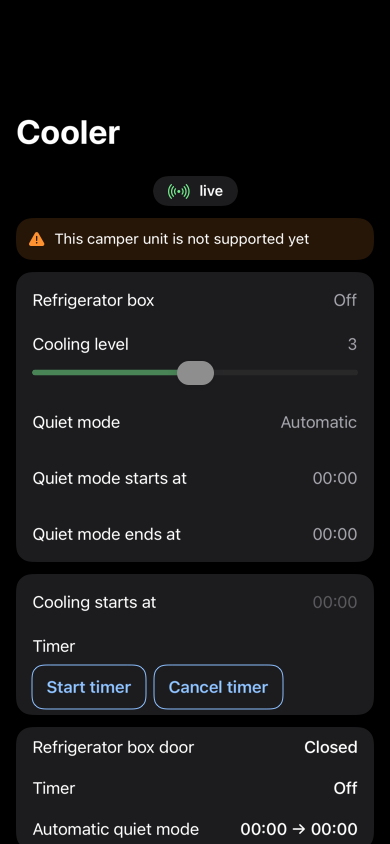 Cooler
live
This camper unit is not supported yet
Refrigerator box Off
Cooling level 3
Quiet mode Automatic
Quiet mode starts at 00:00
Quiet mode ends at 00:00
Cooling starts at 00:00
Timer
Start timer Cancel timer
Refrigerator box door Closed
Timer Off
Automatic quiet mode 00:00 → 00:00